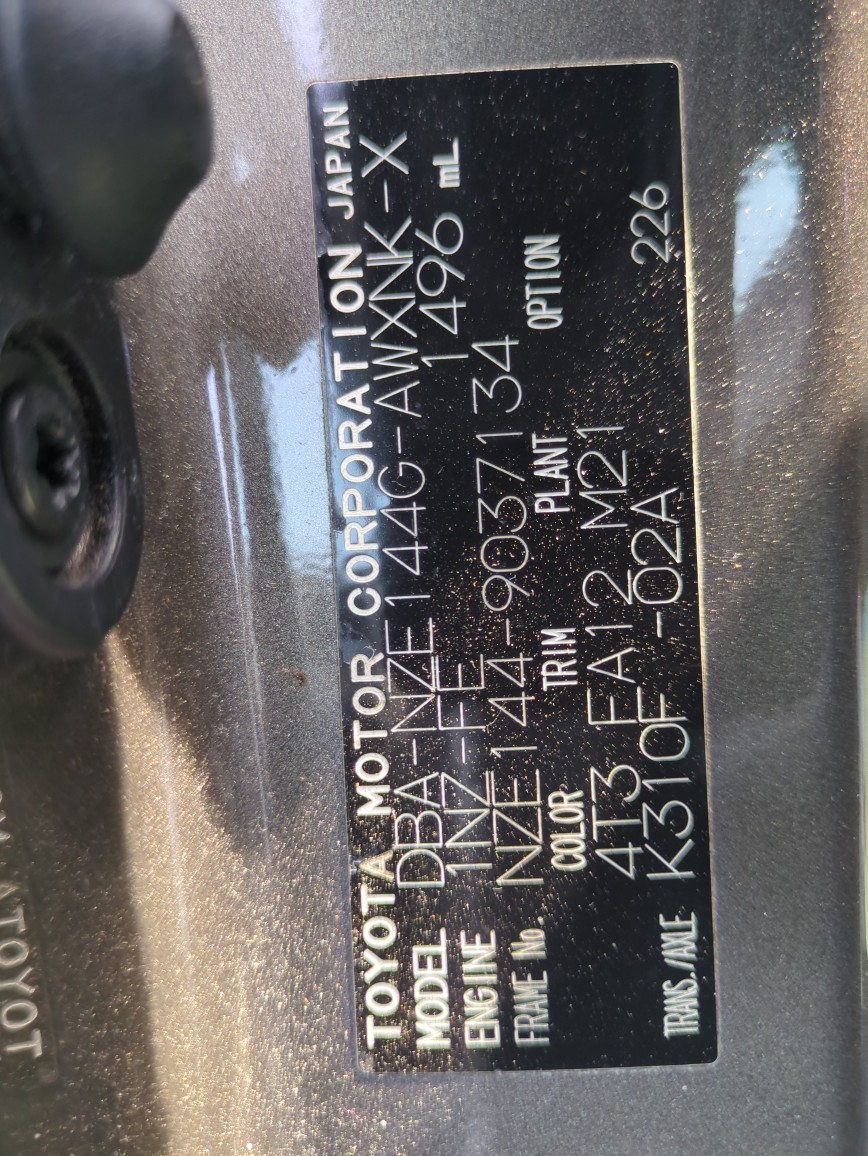 TOYOTA MOTOR CORPORATION JAPAN
MODEL DBA-NZE144G-AWXNK-X
ENGINE 1NZ-FE 1496 mL
FRAME No. NZE144-9037134
COLOR TRIM PLANT OPTION
4T3 FA12 M21
TRANS./AXLE K310F -02A 226
TOYOTA